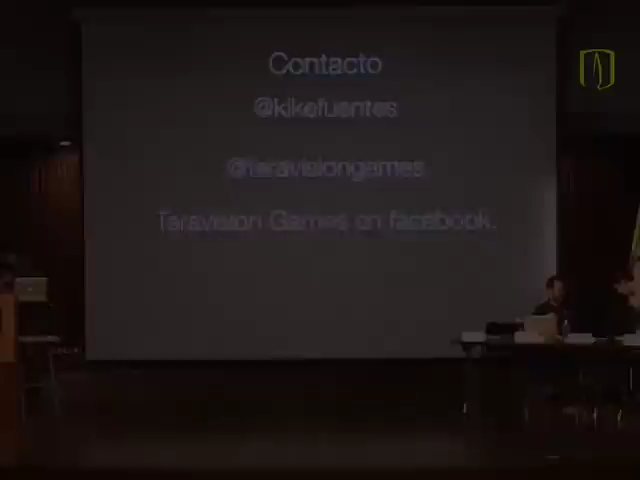 Contacto
@kikefuentes
@teravisiongames
Teravision Games on facebook.